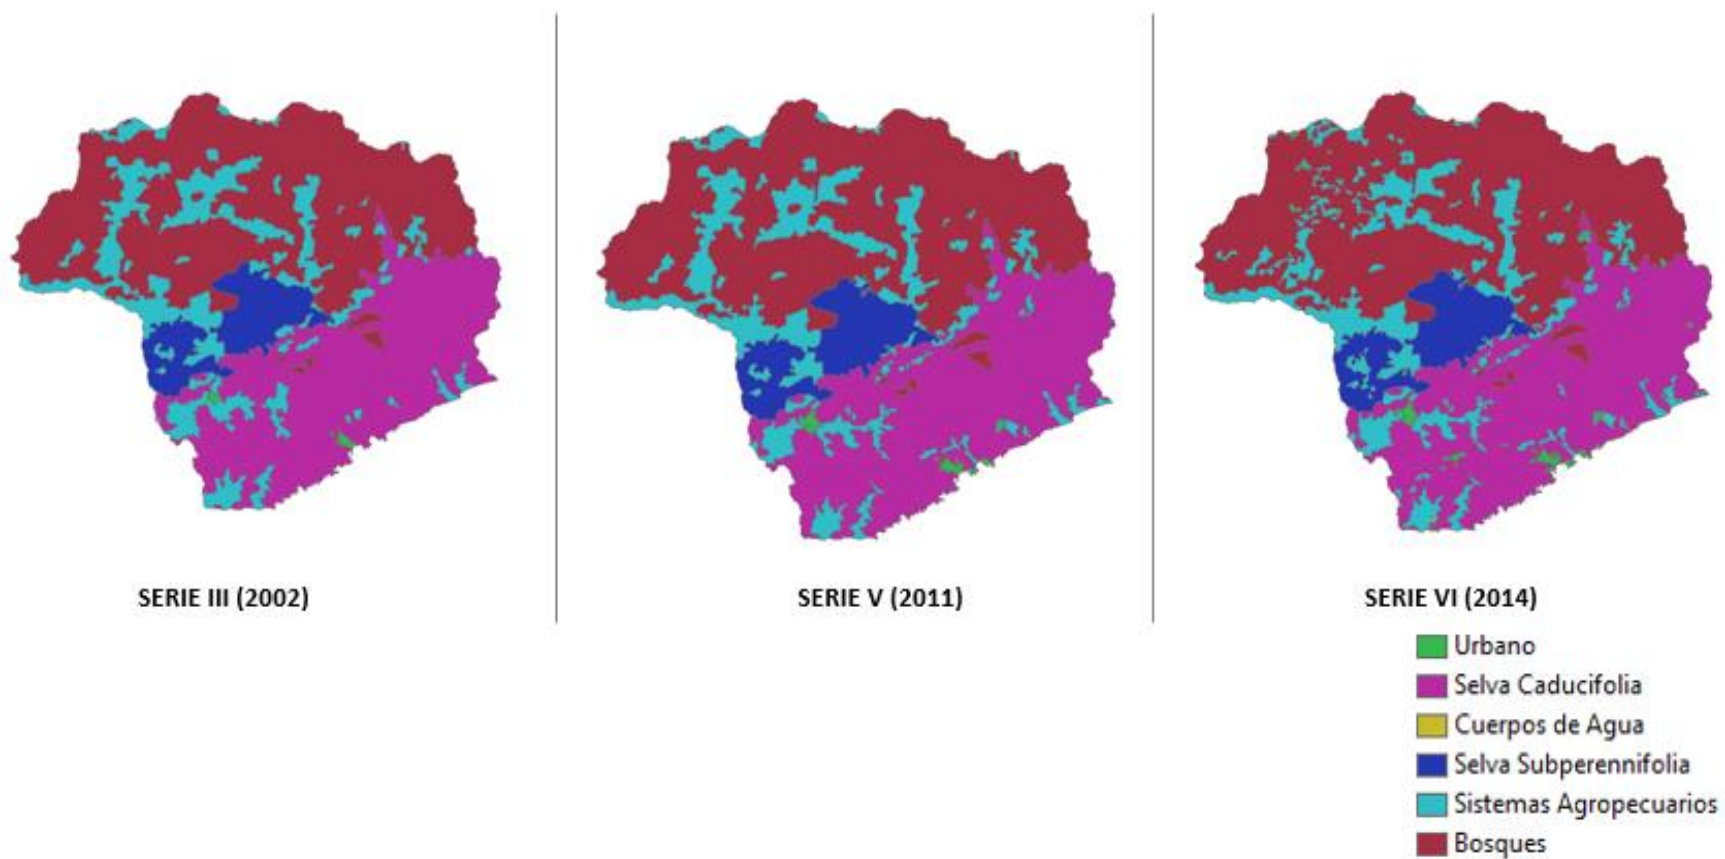 SERIE III (2002)
SERIE V (2011)
SERIE VI (2014)
Urbano
Selva Caducifolia
Cuerpos de Agua
Selva Subperennifolia
Sistemas Agropecuarios
Bosques